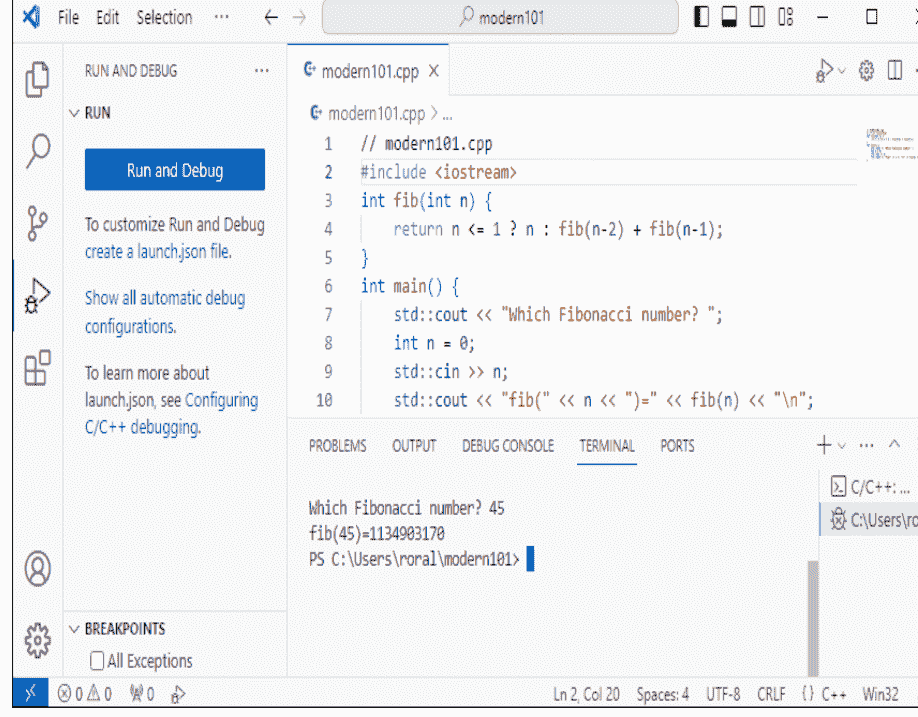 File Edit Selection ··· modern101
RUN AND DEBUG ···
RUN
Run and Debug
To customize Run and Debug
create a launch.json file.
Show all automatic debug
configurations.
To learn more about
launch.json, see Configuring
C/C++ debugging.
BREAKPOINTS
All Exceptions
modern101.cpp
modern101.cpp > ...
1 // modern101.cpp
2 #include <iostream>
3 int fib(int n) {
4 return n <= 1 ? n : fib(n-2) + fib(n-1);
5 }
6 int main() {
7 std::cout << "Which Fibonacci number? ";
8 int n = 0;
9 std::cin >> n;
10 std::cout << "fib(" << n << ")=" << fib(n) << "\n";
PROBLEMS OUTPUT DEBUG CONSOLE TERMINAL PORTS
Which Fibonacci number? 45
fib(45)=1134903170
PS C:\Users\roral\modern101>
C/C++: ...
C:\Users\ro
0 0 0 Ln 2, Col 20 Spaces: 4 UTF-8 CRLF {} C++ Win32